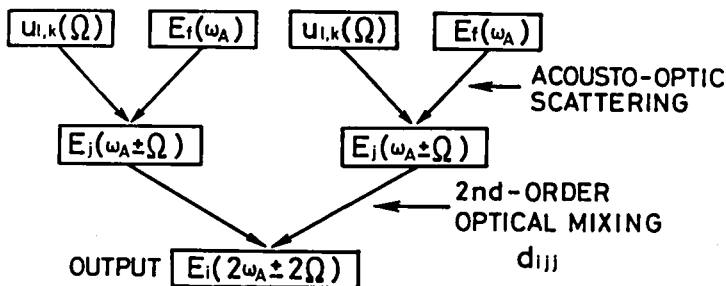 u_{l,k}(Ω) E_f(ω_A) u_{l,k}(Ω) E_f(ω_A)
ACOUSTO-OPTIC
SCATTERING
E_j(ω_A±Ω) E_j(ω_A±Ω)
2nd-ORDER
OPTICAL MIXING
d_{ijj}
OUTPUT E_i(2ω_A±2Ω)